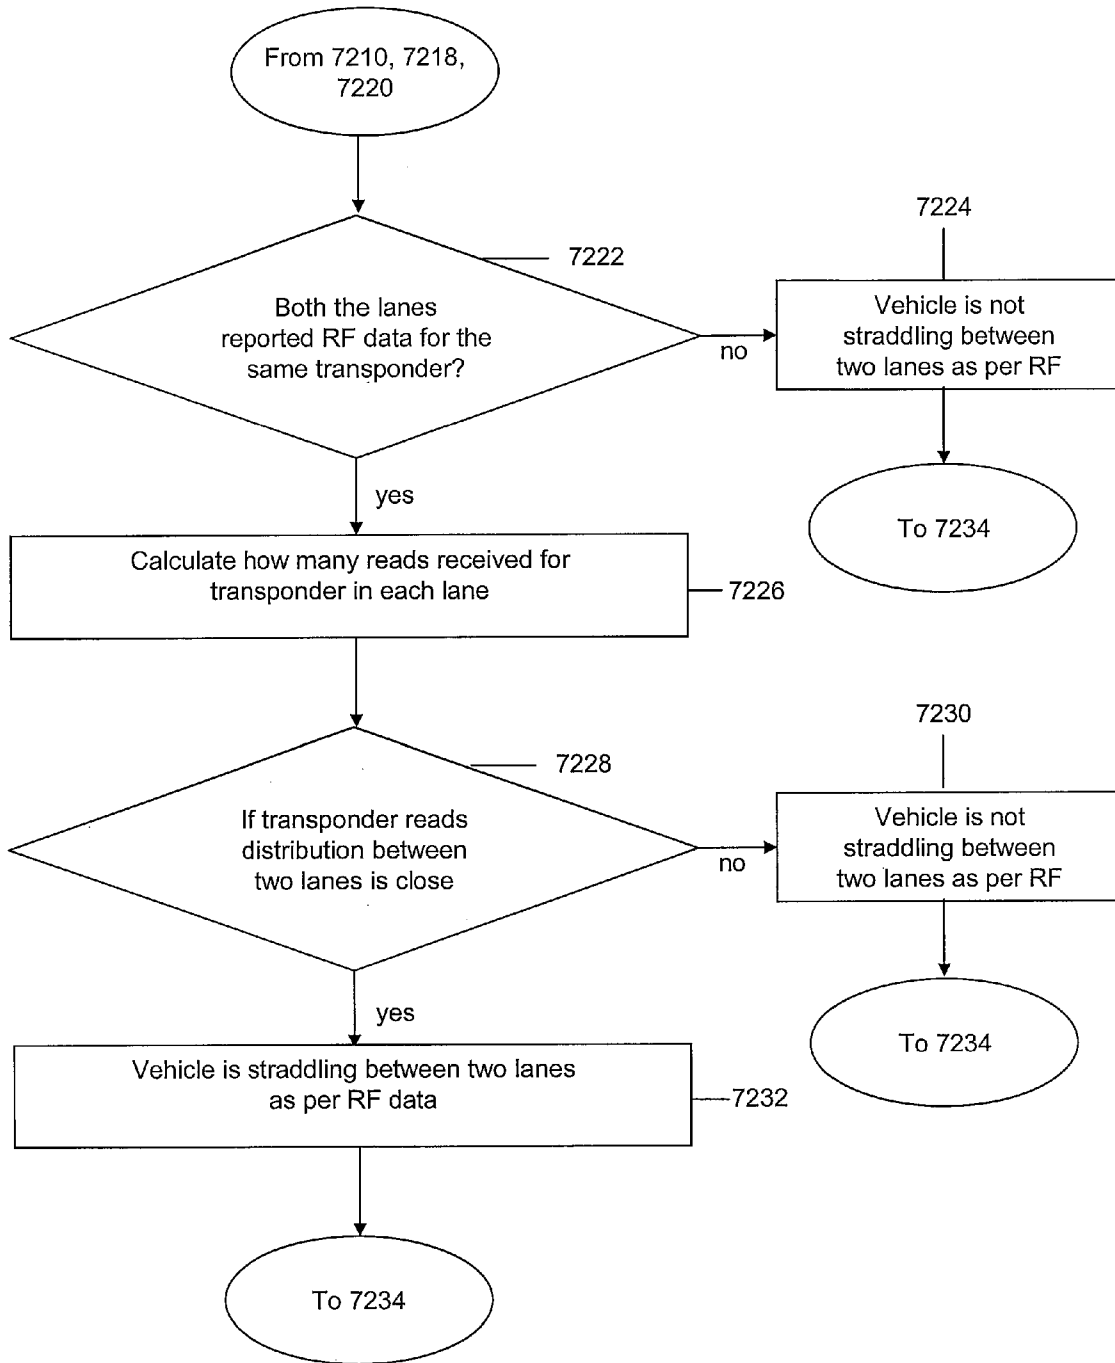 From 7210, 7218,
7220
7222
Both the lanes
reported RF data for the
same transponder?
no
7224
Vehicle is not
straddling between
two lanes as per RF
To 7234
yes
Calculate how many reads received for
transponder in each lane
7226
7228
If transponder reads
distribution between
two lanes is close
no
7230
Vehicle is not
straddling between
two lanes as per RF
To 7234
yes
Vehicle is straddling between two lanes
as per RF data
7232
To 7234